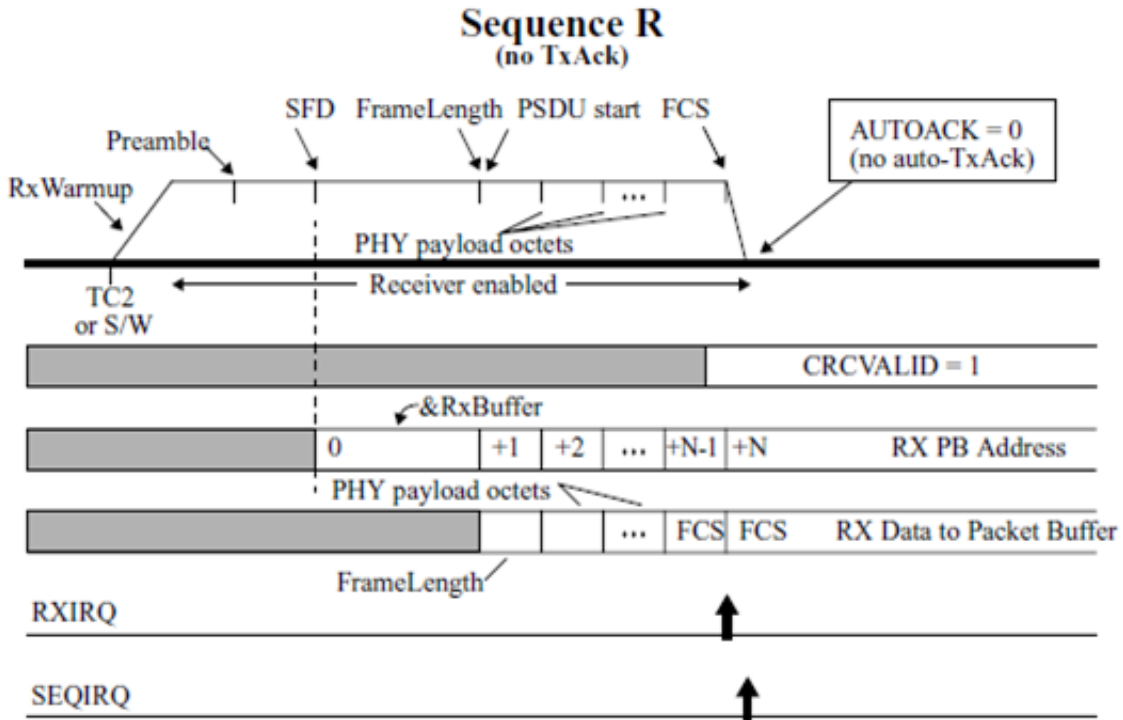 Sequence R
(no TxAck)
SFD FrameLength PSDU start FCS
Preamble
AUTOACK = 0
(no auto-TxAck)
RxWarmup
...
PHY payload octets
Receiver enabled
TC2
or S/W
CRCVALID = 1
&RxBuffer
0 +1 +2 ... +N-1 +N RX PB Address
PHY payload octets
... FCS FCS RX Data to Packet Buffer
FrameLength
RXIRQ
SEQIRQ